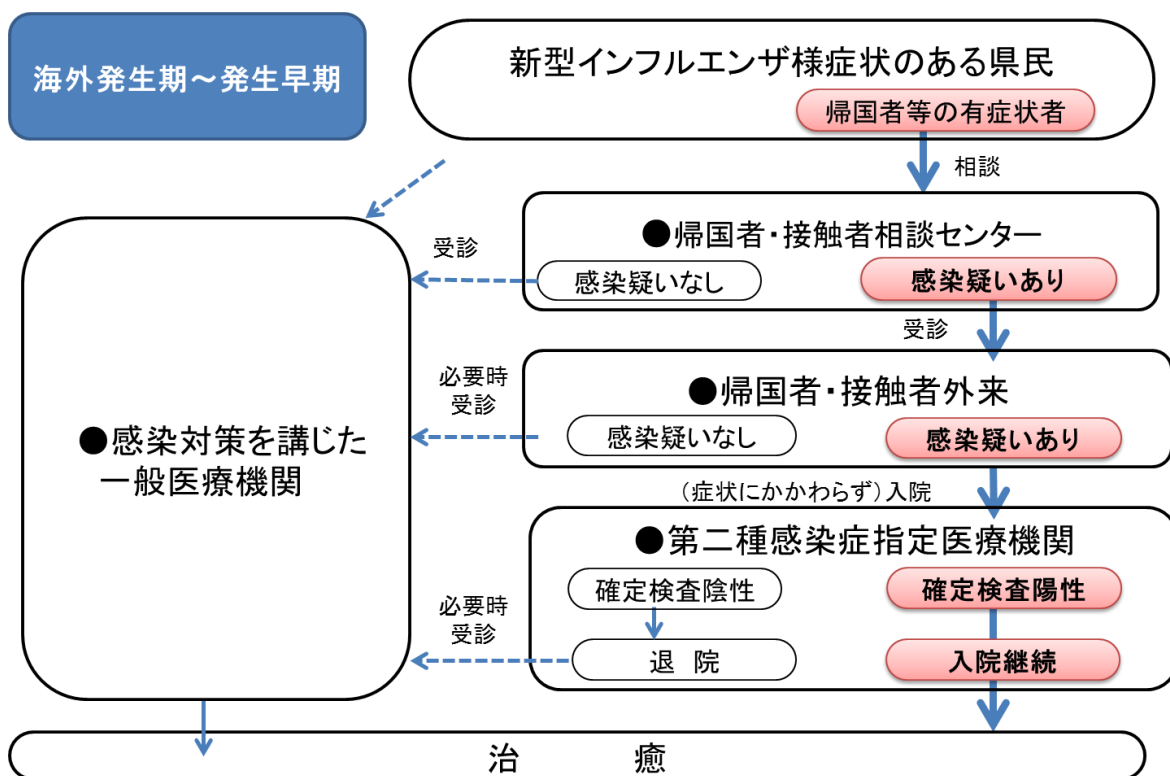 海外発生期～発生早期
新型インフルエンザ様症状のある県民
帰国者等の有症状者
相談
●帰国者・接触者相談センター
受診
感染疑いなし
感染疑いあり
受診
●帰国者・接触者外来
必要時
受診
感染疑いなし
感染疑いあり
●感染対策を講じた
一般医療機関
（症状にかかわらず）入院
●第二種感染症指定医療機関
確定検査陰性
確定検査陽性
必要時
受診
退　院
入院継続
治　　　癒